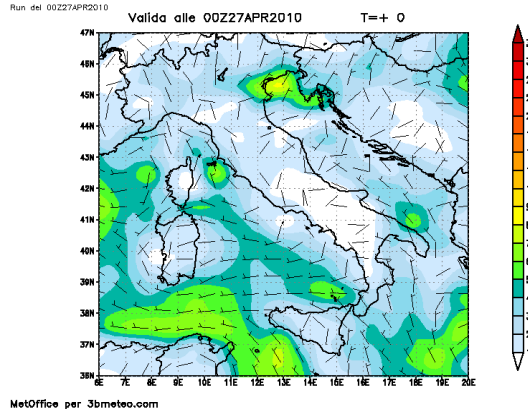 Run del 00Z27APR2010
Valida alle 00Z27APR2010 T=+ 0
47N
46N
45N
44N
43N
42N
41N
40N
39N
38N
37N
36N
6E 7E 8E 9E 10E 11E 12E 13E 14E 15E 16E 17E 18E 19E 20E
MetOffice per 3bmeteo.com